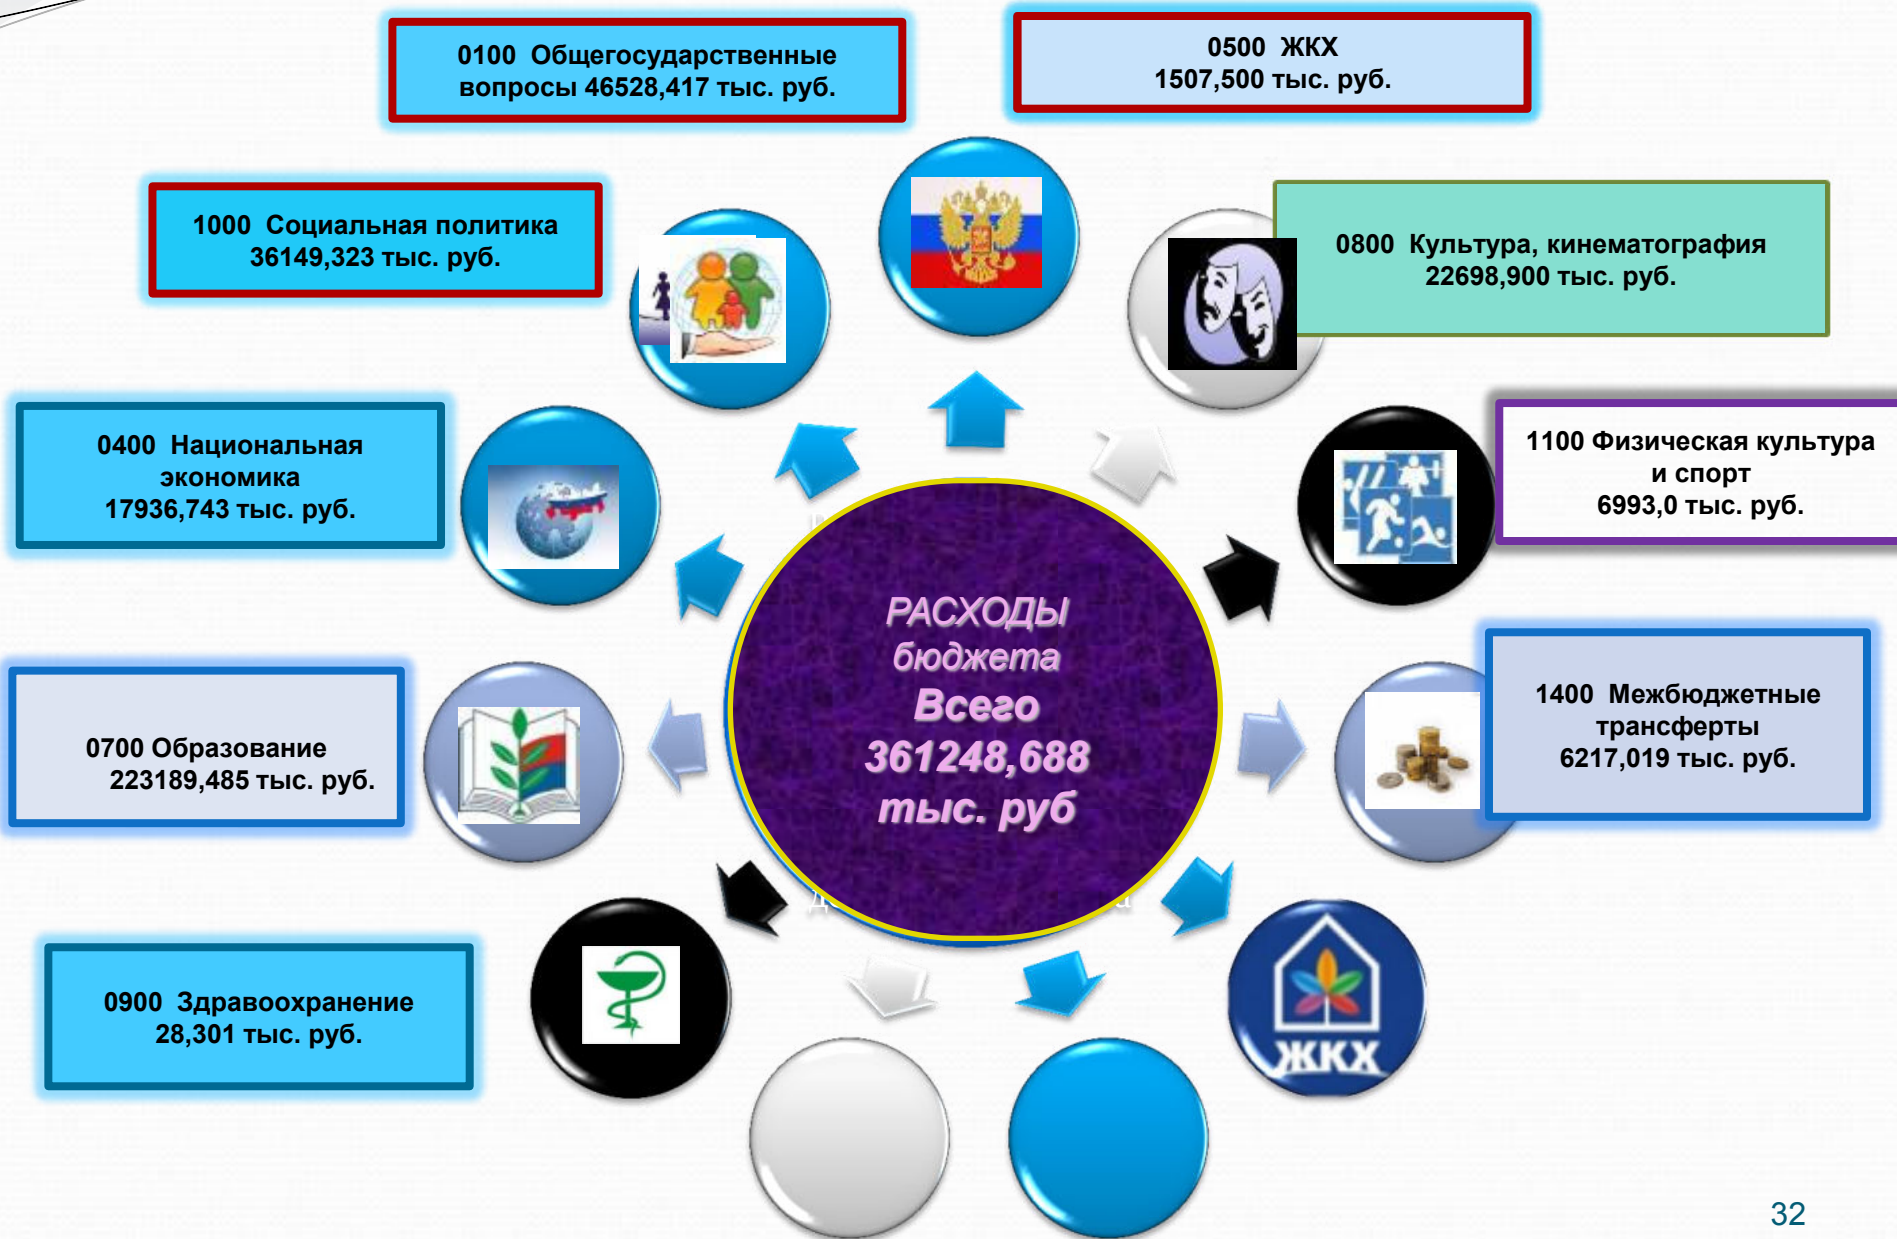 0100 Общегосударственные
вопросы 46528,417 тыс. руб.
0500 ЖКХ
1507,500 тыс. руб.
1000 Социальная политика
36149,323 тыс. руб.
0800 Культура, кинематография
22698,900 тыс. руб.
0400 Национальная
экономика
17936,743 тыс. руб.
1100 Физическая культура
и спорт
6993,0 тыс. руб.
РАСХОДЫ
бюджета
Всего
361248,688
тыс. руб
0700 Образование
223189,485 тыс. руб.
1400 Межбюджетные
трансферты
6217,019 тыс. руб.
0900 Здравоохранение
28,301 тыс. руб.
ЖКХ
32